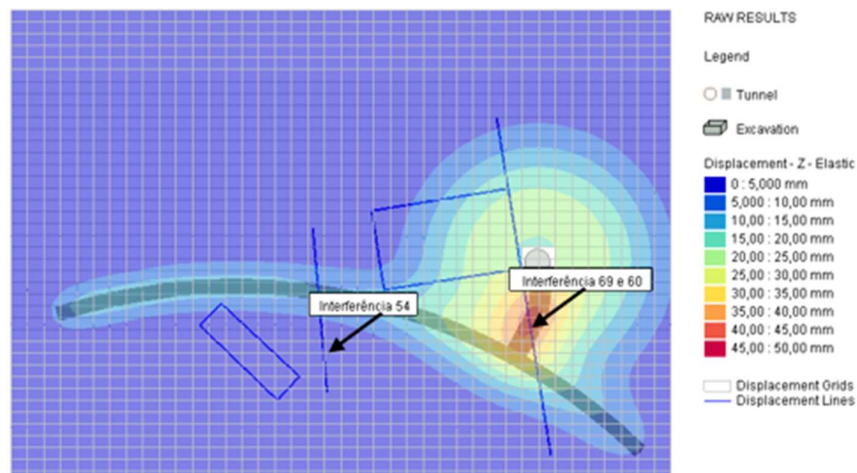 RAW RESULTS
Legend
Tunnel
Excavation
Displacement - Z - Elastic
0 : 5,000 mm
5,000 : 10,00 mm
10,00 : 15,00 mm
15,00 : 20,00 mm
20,00 : 25,00 mm
25,00 : 30,00 mm
30,00 : 35,00 mm
35,00 : 40,00 mm
40,00 : 45,00 mm
45,00 : 50,00 mm
Displacement Grids
Displacement Lines
Interferência 69 e 60
Interferência 54